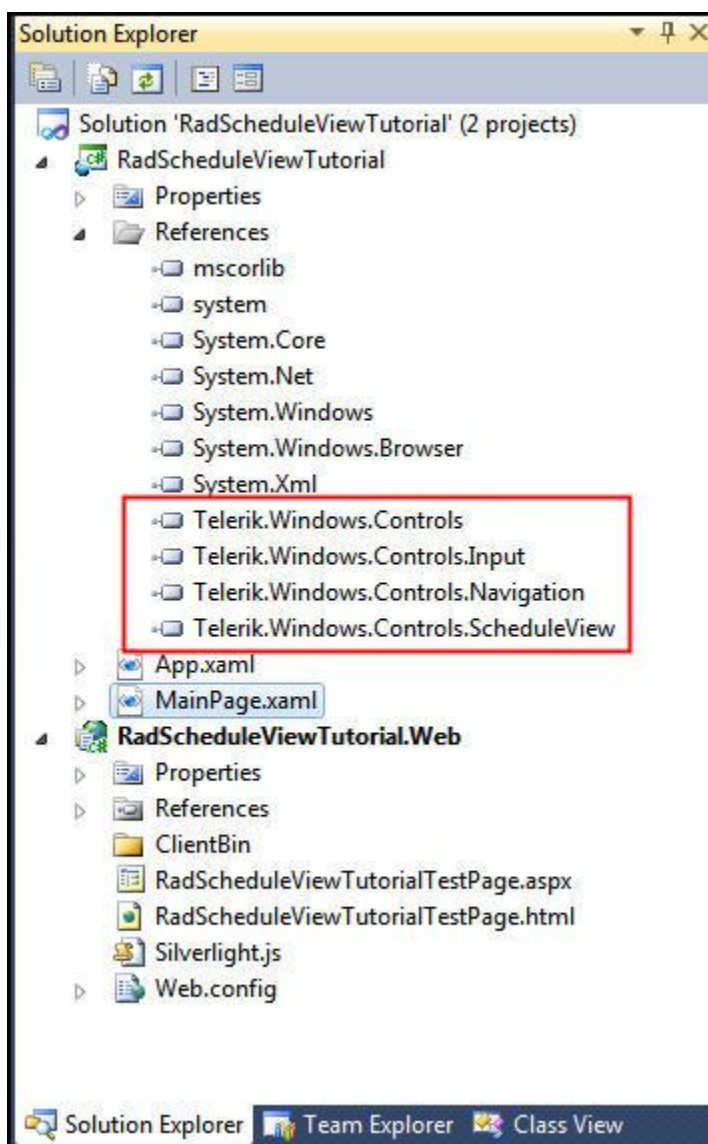 Solution Explorer
Solution 'RadScheduleViewTutorial' (2 projects)
RadScheduleViewTutorial
Properties
References
mscorlib
system
System.Core
System.Net
System.Windows
System.Windows.Browser
System.Xml
Telerik.Windows.Controls
Telerik.Windows.Controls.Input
Telerik.Windows.Controls.Navigation
Telerik.Windows.Controls.ScheduleView
App.xaml
MainPage.xaml
RadScheduleViewTutorial.Web
Properties
References
ClientBin
RadScheduleViewTutorialTestPage.aspx
RadScheduleViewTutorialTestPage.html
Silverlight.js
Web.config
Solution Explorer Team Explorer Class View